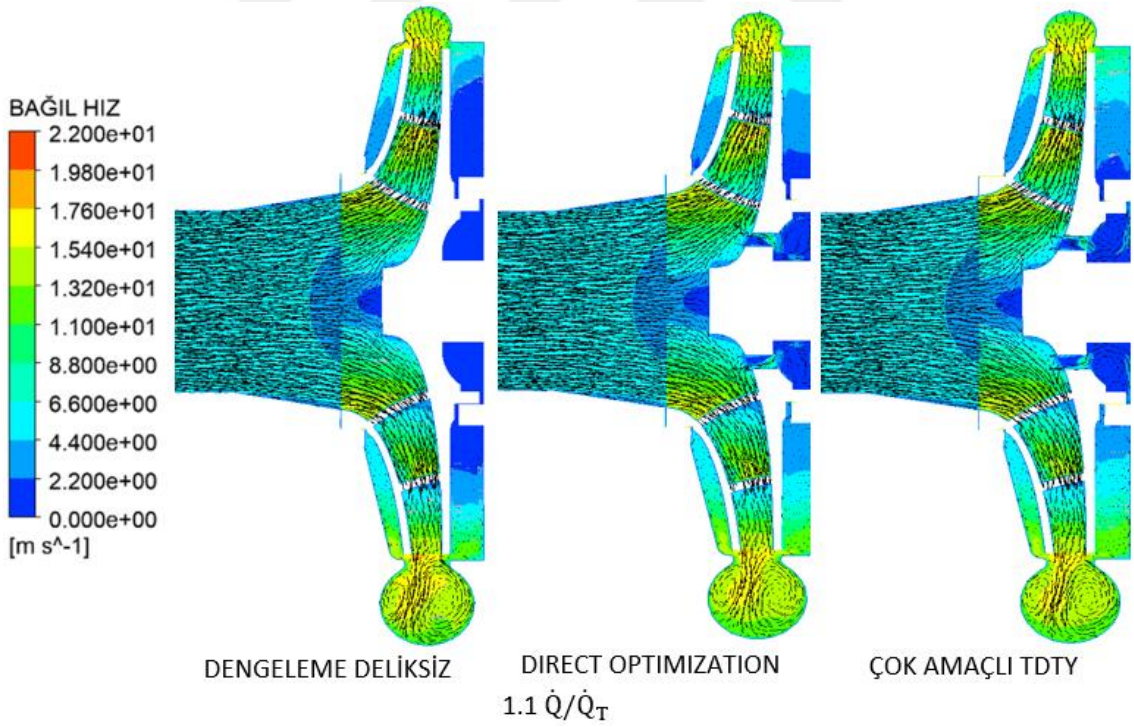 BAĞIL HIZ
2.200e+01
1.980e+01
1.760e+01
1.540e+01
1.320e+01
1.100e+01
8.800e+00
6.600e+00
4.400e+00
2.200e+00
0.000e+00
[m s^-1]
DENGELEME DELİKSİZ
DIRECT OPTIMIZATION
ÇOK AMAÇLI TDTY
1.1 Q̇/Q̇_T